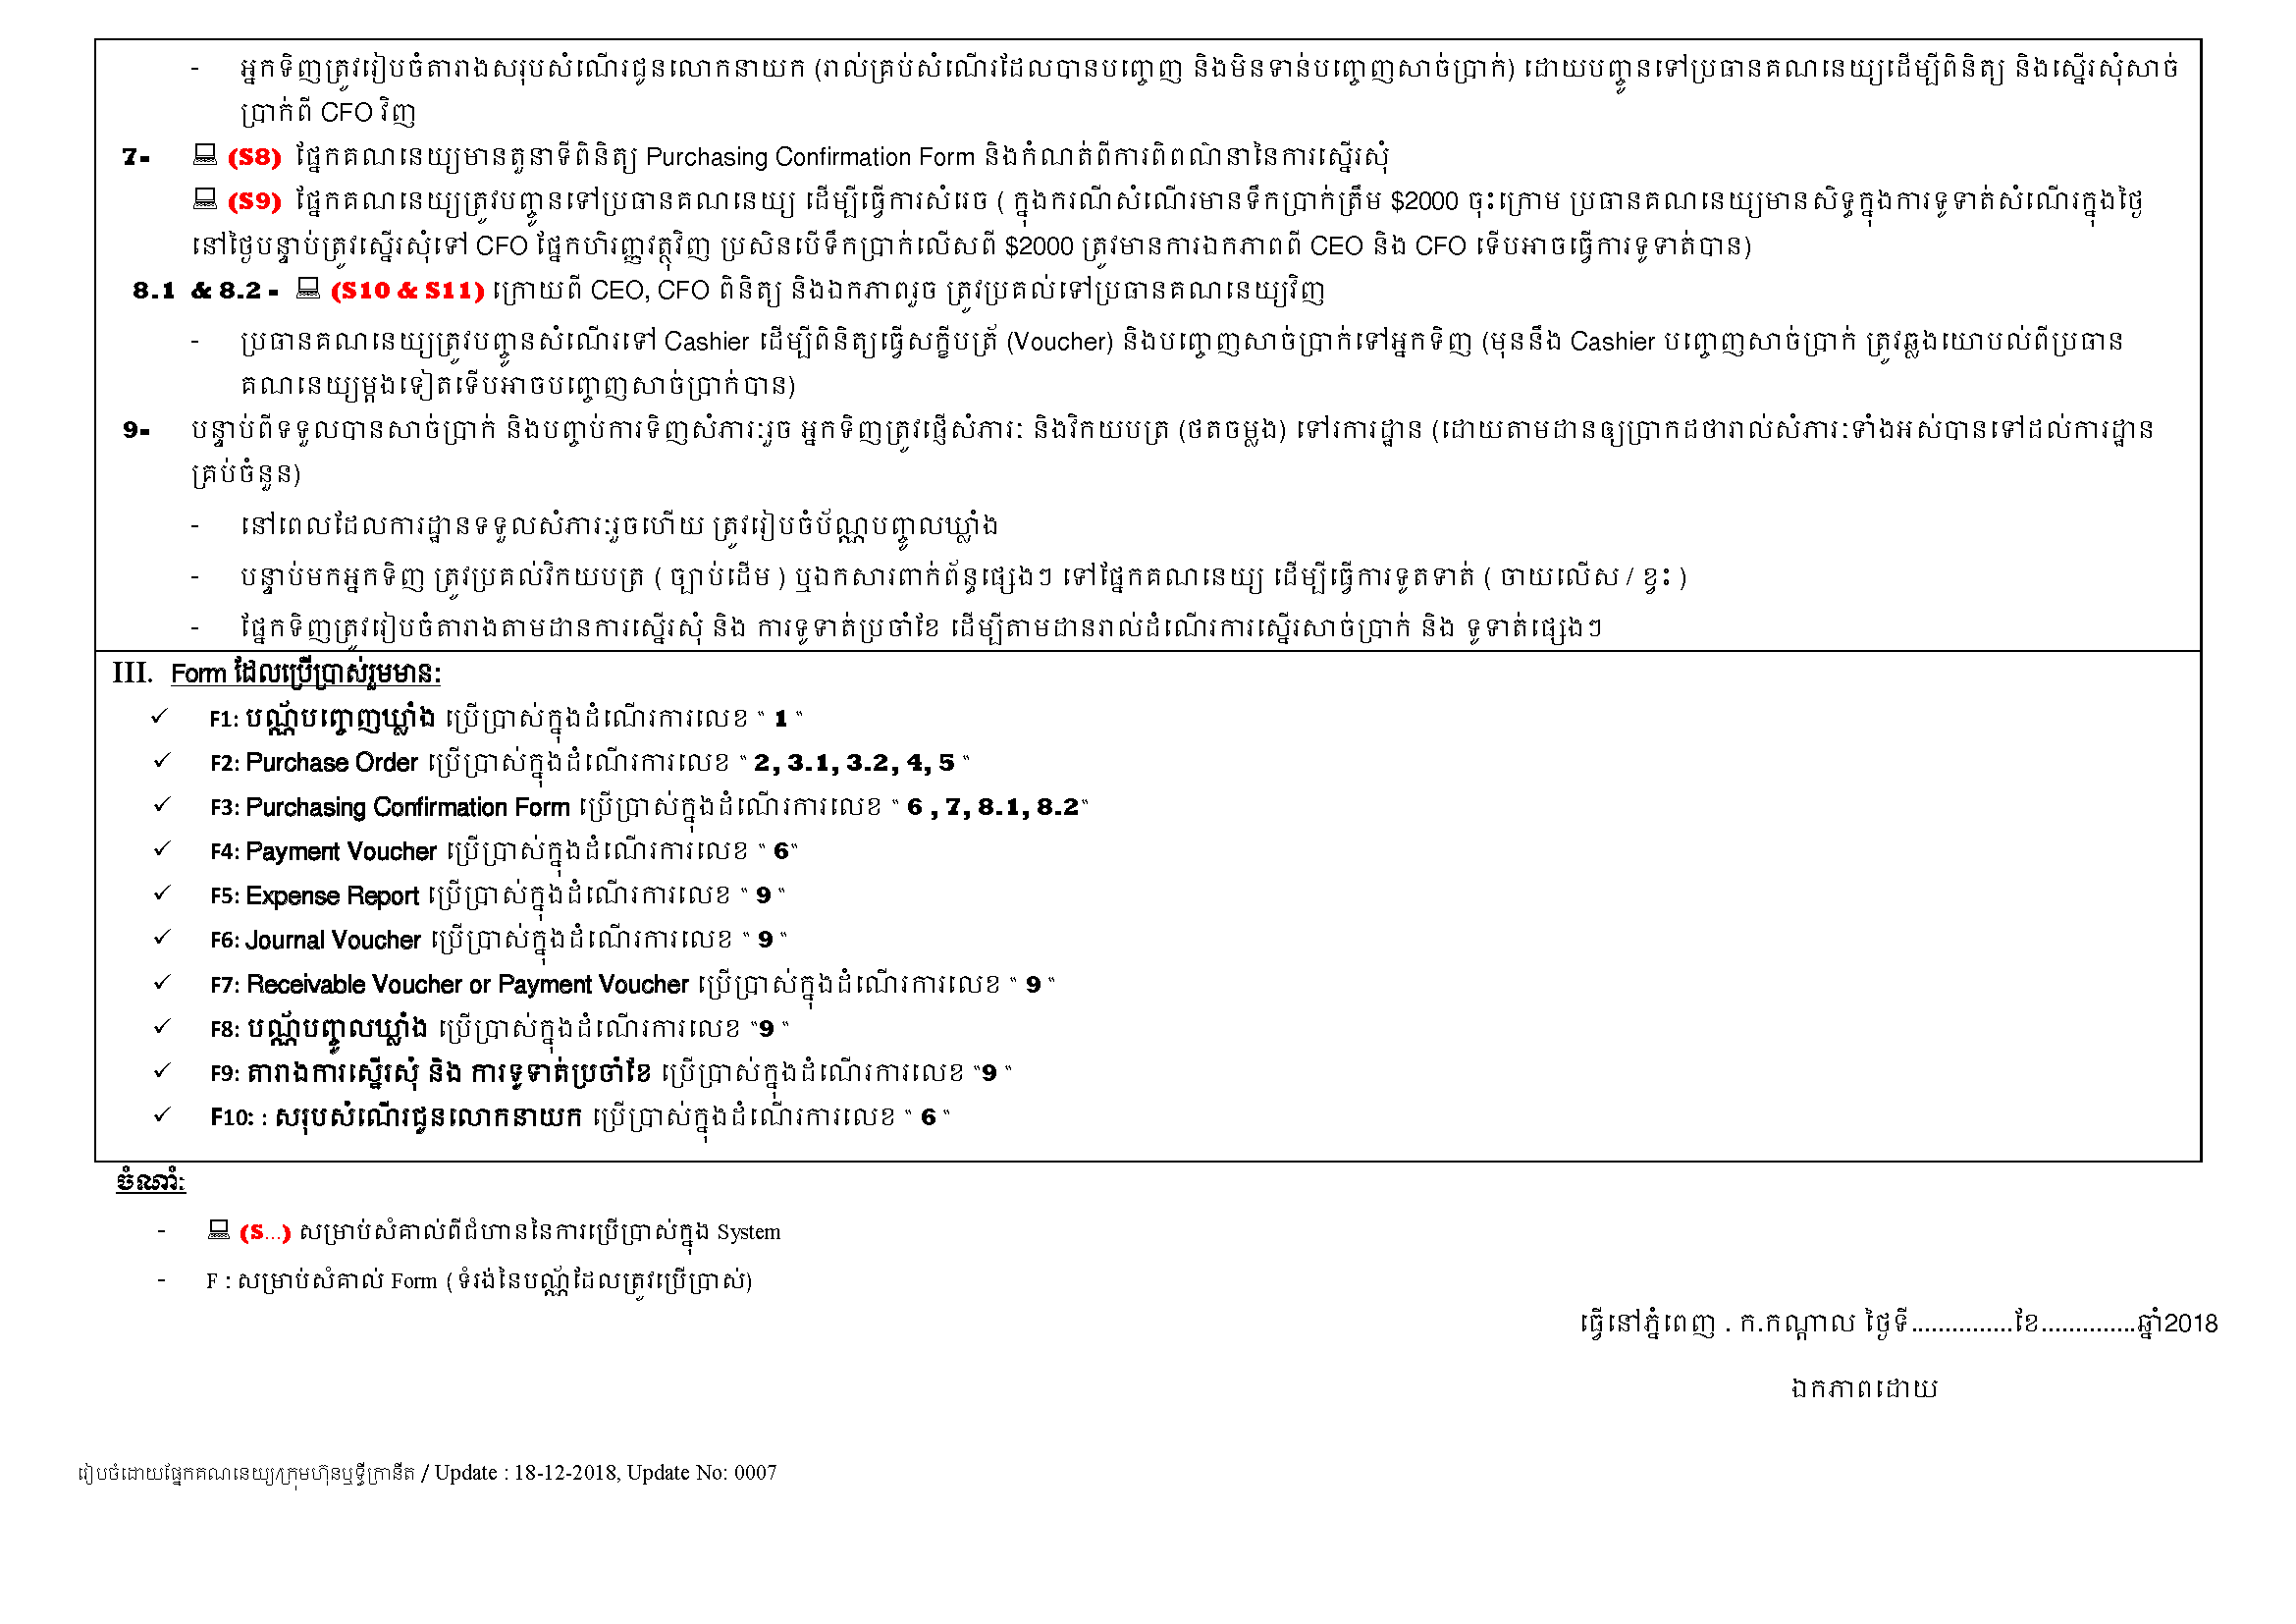 - អ្នកទិញត្រូវរៀបចំតារាងសរុបសំណើរជូនលោកនាយក (រាល់គ្រប់សំណើរដែលបានបញ្ចេញ និងមិនទាន់បញ្ចេញសាច់ប្រាក់) ដោយបញ្ចូនទៅប្រធានគណនេយ្យដើម្បីពិនិត្យ និងស្នើរសុំសាច់
ប្រាក់ពី CFO វិញ
7- (S8) ផ្នែកគណនេយ្យមានតួនាទីពិនិត្យ Purchasing Confirmation Form និងកំណត់ពីការពិពណ៌នានៃការស្នើរសុំ
(S9) ផ្នែកគណនេយ្យត្រូវបញ្ចូនទៅប្រធានគណនេយ្យ ដើម្បីធ្វើការសំរេច ( ក្នុងករណីសំណើរមានទឹកប្រាក់ត្រឹម $2000 ចុះក្រោម ប្រធានគណនេយ្យមានសិទ្ធក្នុងការទូទាត់សំណើរក្នុងថ្ងៃ
នៅថ្ងៃបន្ទាប់ត្រូវស្នើរសុំទៅ CFO ផ្នែកហិរញ្ញវត្ថុវិញ ប្រសិនបើទឹកប្រាក់លើសពី $2000 ត្រូវមានការឯកភាពពី CEO និង CFO ទើបអាចធ្វើការទូទាត់បាន)
8.1 & 8.2 - (S10 & S11) ក្រោយពី CEO, CFO ពិនិត្យ និងឯកភាពរួច ត្រូវប្រគល់ទៅប្រធានគណនេយ្យវិញ
- ប្រធានគណនេយ្យត្រូវបញ្ចូនសំណើរទៅ Cashier ដើម្បីពិនិត្យធ្វើសក្ខីបត្រ័ (Voucher) និងបញ្ចេញសាច់ប្រាក់ទៅអ្នកទិញ (មុននឹង Cashier បញ្ចេញសាច់ប្រាក់ ត្រូវឆ្លងយោបល់ពីប្រធាន
គណនេយ្យម្ដងទៀតទើបអាចបញ្ចេញសាច់ប្រាក់បាន)
9- បន្ទាប់ពីទទួលបានសាច់ប្រាក់ និងបញ្ចប់ការទិញសំភារៈរួច អ្នកទិញត្រូវផ្ញើសំភារៈ និងវិកយបត្រ (ថតចម្លង) ទៅរការដ្ឋាន (ដោយតាមដានឲ្យប្រាកដថារាល់សំភារៈទាំងអស់បានទៅដល់ការដ្ឋាន
គ្រប់ចំនួន)
- នៅពេលដែលការដ្ឋានទទួលសំភារៈរួចហើយ ត្រូវរៀបចំប័ណ្ណបញ្ចូលឃ្លាំង
- បន្ទាប់មកអ្នកទិញ ត្រូវប្រគល់វិកយបត្រ ( ច្បាប់ដើម ) ឬឯកសារពាក់ព័ន្ធផ្សេងៗ ទៅផ្នែកគណនេយ្យ ដើម្បីធ្វើការទូតទាត់ ( ចាយលើស / ខ្វះ )
- ផ្នែកទិញត្រូវរៀបចំតារាងតាមដានការស្នើរសុំ និង ការទូទាត់ប្រចាំខែ ដើម្បីតាមដានរាល់ដំណើរការស្នើរសាច់ប្រាក់ និង ទូទាត់ផ្សេងៗ
III. Form ដែលប្រើប្រាស់រួមមានៈ
✓ F1: បណ្ណ័បញ្ចេញឃ្លាំង ប្រើប្រាស់ក្នុងដំណើរការលេខ “ 1 “
✓ F2: Purchase Order ប្រើប្រាស់ក្នុងដំណើរការលេខ “ 2, 3.1, 3.2, 4, 5 “
✓ F3: Purchasing Confirmation Form ប្រើប្រាស់ក្នុងដំណើរការលេខ “ 6 , 7, 8.1, 8.2“
✓ F4: Payment Voucher ប្រើប្រាស់ក្នុងដំណើរការលេខ “ 6“
✓ F5: Expense Report ប្រើប្រាស់ក្នុងដំណើរការលេខ “ 9 “
✓ F6: Journal Voucher ប្រើប្រាស់ក្នុងដំណើរការលេខ “ 9 “
✓ F7: Receivable Voucher or Payment Voucher ប្រើប្រាស់ក្នុងដំណើរការលេខ “ 9 “
✓ F8: បណ្ណ័បញ្ចូលឃ្លាំង ប្រើប្រាស់ក្នុងដំណើរការលេខ “9 “
✓ F9: តារាងការស្នើរសុំ និង ការទូទាត់ប្រចាំខែ ប្រើប្រាស់ក្នុងដំណើរការលេខ “9 “
✓ F10: : សរុបសំណើរជូនលោកនាយក ប្រើប្រាស់ក្នុងដំណើរការលេខ “ 6 “
ចំណាំៈ
- (S...) សម្រាប់សំគាល់ពីជំហាននៃការប្រើប្រាស់ក្នុង System
- F : សម្រាប់សំគាល់ Form ( ទំរង់នៃបណ្ណ័ដែលត្រូវប្រើប្រាស់)
ធ្វើនៅភ្នំពេញ . ក.កណ្ដាល ថ្ងៃទី...............ខែ..............ឆ្នាំ2018
ឯកភាពដោយ
រៀបចំដោយផ្នែកគណនេយ្យ/ក្រុមហ៊ុនឬទ្ធីក្រានីត / Update : 18-12-2018, Update No: 0007